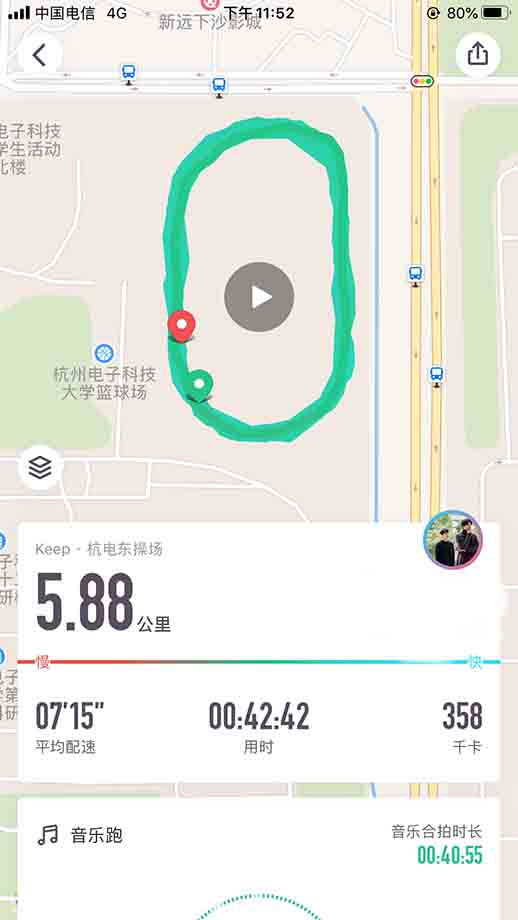 中国电信 4G 下午11:52 80%
新远下沙影城
电子科技
学生活动
北楼
杭州电子科技
大学篮球场
Keep · 杭电东操场
5.88公里
慢 快
07'15" 00:42:42 358
平均配速 用时 千卡
音乐跑
音乐合拍时长
00:40:55